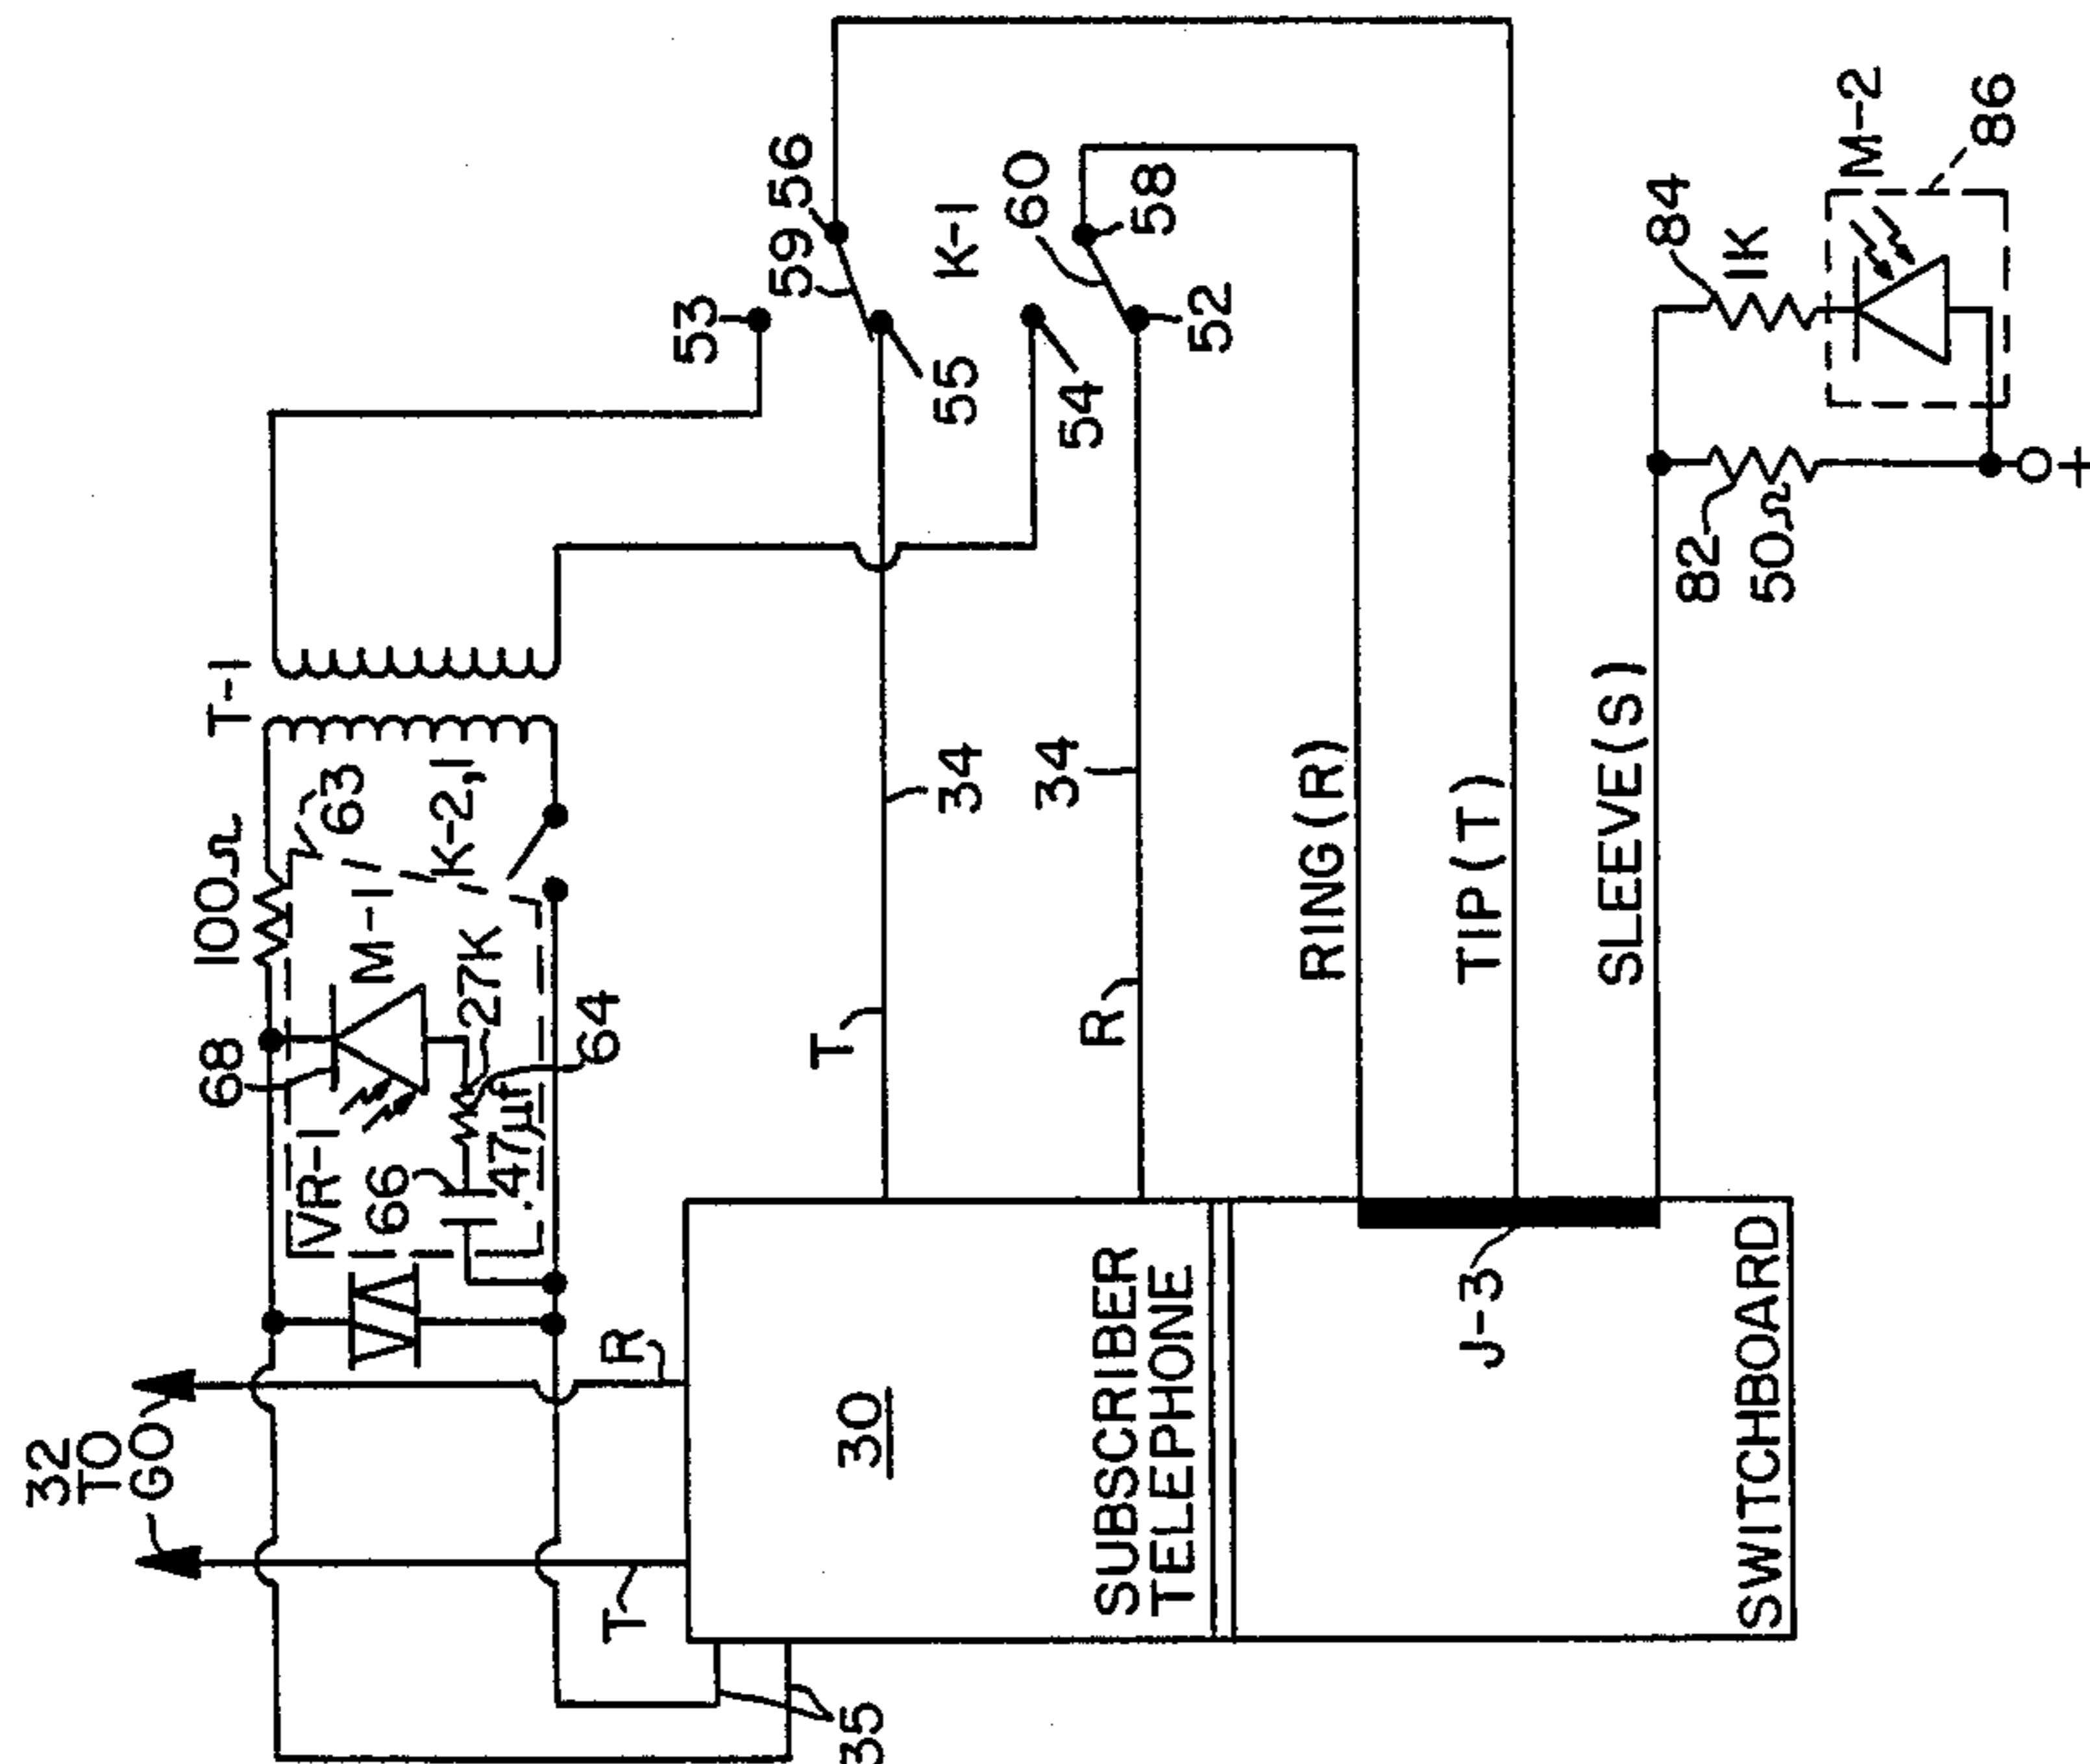 32
TO
GO
T
R
35
30
SUBSCRIBER
TELEPHONE
SWITCHBOARD
J-3
VR-1
66
.47µf
68
M-1
27K
64
100Ω
63
K-2,1
T-1
T
34
R
34
RING (R)
TIP (T)
SLEEVE (S)
53
55
59
56
K-1
54
60
52
58
82
50Ω
84
1K
M-2
86
+